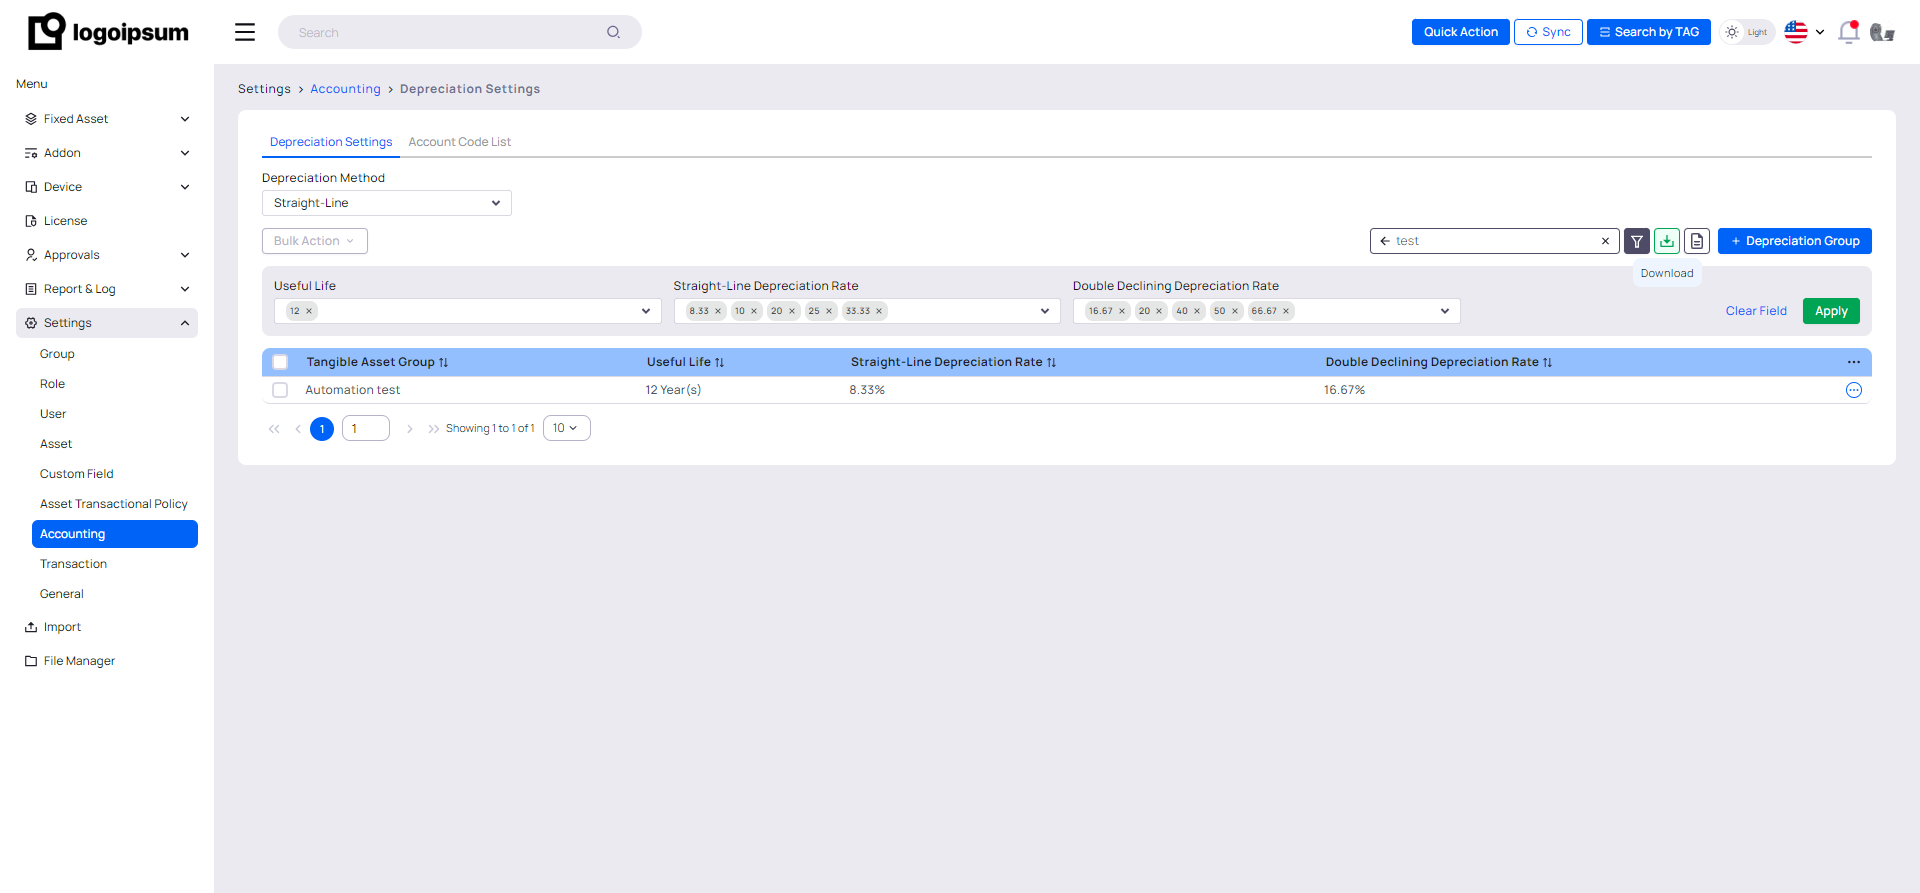 logoipsum
Search
Quick Action
Sync
Search by TAG
Light
Menu
Fixed Asset
Addon
Device
License
Approvals
Report & Log
Settings
Group
Role
User
Asset
Custom Field
Asset Transactional Policy
Accounting
Transaction
General
Import
File Manager
Settings > Accounting > Depreciation Settings
Depreciation Settings Account Code List
Depreciation Method
Straight-Line
Bulk Action
test
+ Depreciation Group
Download
Useful Life Straight-Line Depreciation Rate Double Declining Depreciation Rate
12 × 8.33 × 10 × 20 × 25 × 33.33 × 16.67 × 20 × 40 × 50 × 66.67 × Clear Field Apply
Tangible Asset Group Useful Life Straight-Line Depreciation Rate Double Declining Depreciation Rate
Automation test 12 Year(s) 8.33% 16.67%
1 1 Showing 1 to 1 of 1 10